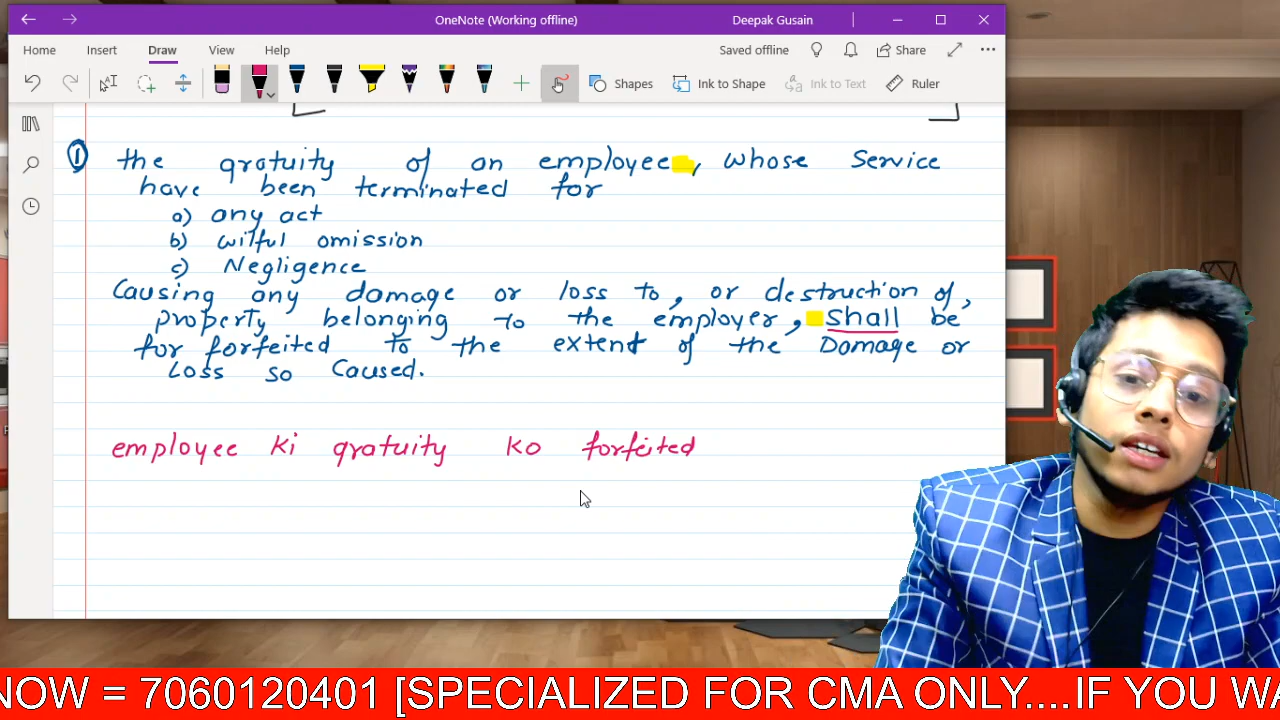 OneNote (Working offline)
Deepak Gusain
Home Insert Draw View Help
Saved offline
Share
Shapes
Ink to Shape
Ink to Text
Ruler
① the gratuity of an employee, whose Service
have been terminated for
a) any act
b) wilful omission
c) Negligence
Causing any damage or loss to, or destruction of,
property belonging to the employer, shall be
for forfeited to the extent of the Damage or
Loss so Caused.
employee ki gratuity ko forfeited
NOW = 7060120401 [SPECIALIZED FOR CMA ONLY....IF YOU WA